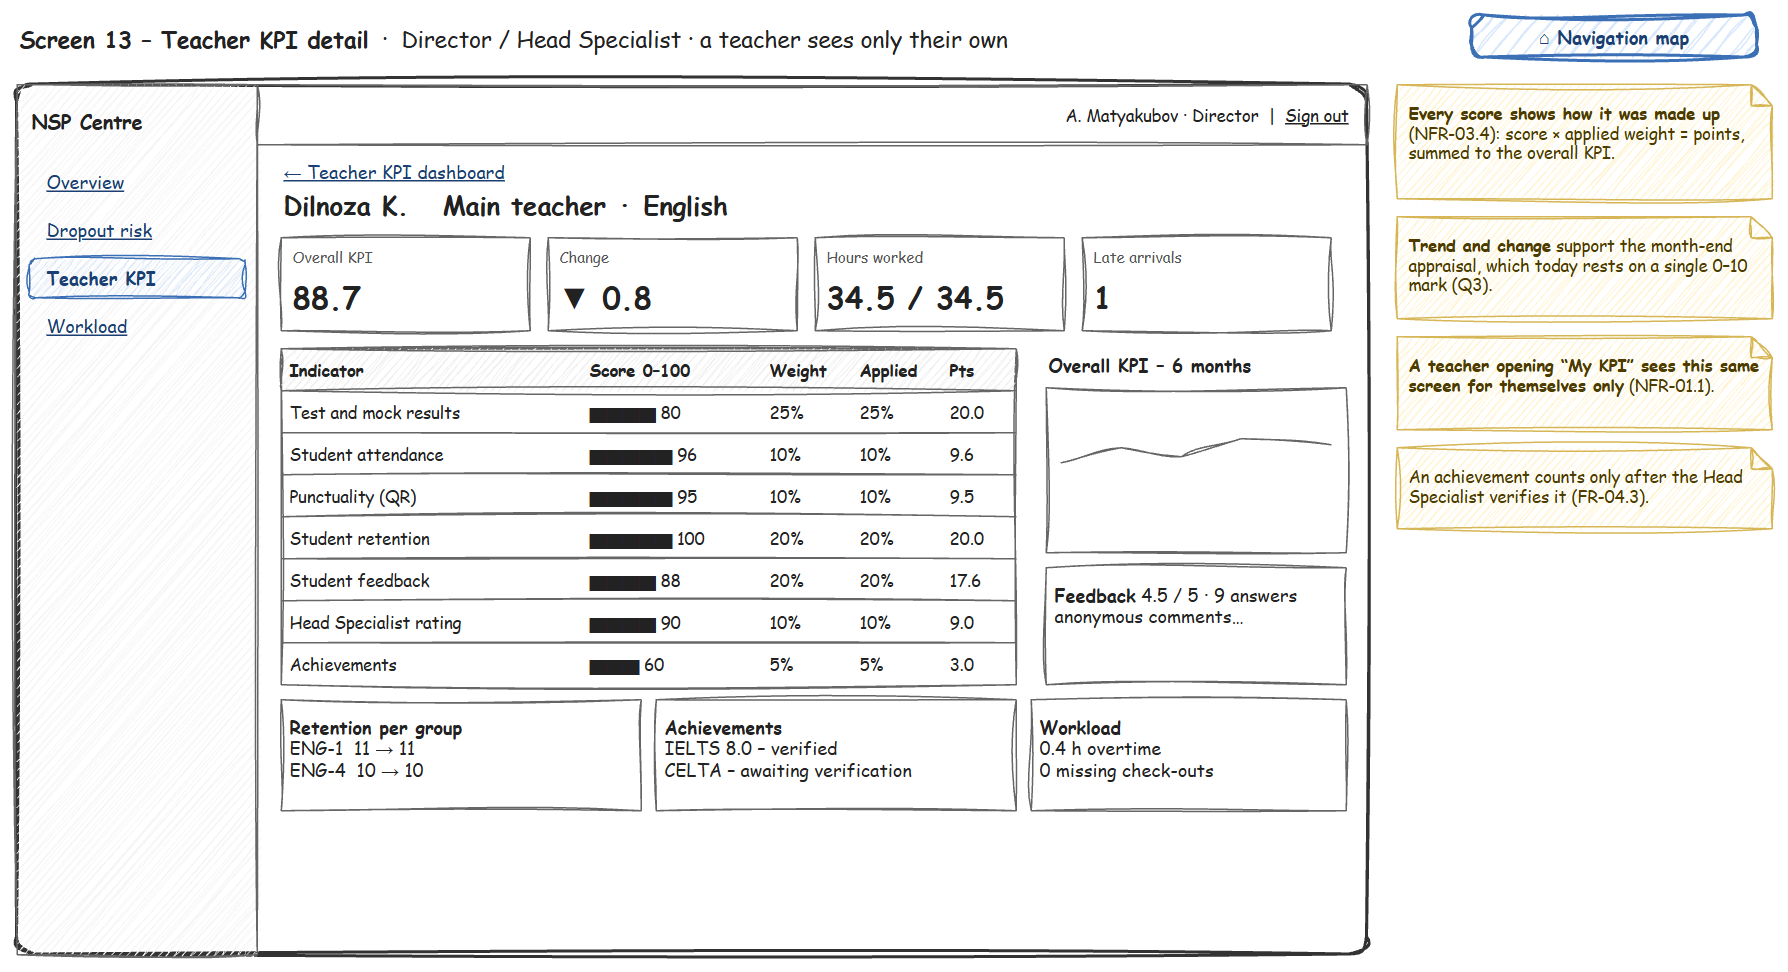 Screen 13 – Teacher KPI detail · Director / Head Specialist · a teacher sees only their own
⌂ Navigation map
NSP Centre
Overview
Dropout risk
Teacher KPI
Workload
A. Matyakubov · Director | Sign out
← Teacher KPI dashboard
Dilnoza K. Main teacher · English
Overall KPI
88.7
Change
▼ 0.8
Hours worked
34.5 / 34.5
Late arrivals
1
Indicator Score 0–100 Weight Applied Pts
Test and mock results 80 25% 25% 20.0
Student attendance 96 10% 10% 9.6
Punctuality (QR) 95 10% 10% 9.5
Student retention 100 20% 20% 20.0
Student feedback 88 20% 20% 17.6
Head Specialist rating 90 10% 10% 9.0
Achievements 60 5% 5% 3.0
Overall KPI – 6 months
Feedback 4.5 / 5 · 9 answers
anonymous comments…
Retention per group
ENG-1 11 → 11
ENG-4 10 → 10
Achievements
IELTS 8.0 – verified
CELTA – awaiting verification
Workload
0.4 h overtime
0 missing check-outs
Every score shows how it was made up
(NFR-03.4): score × applied weight = points,
summed to the overall KPI.
Trend and change support the month-end
appraisal, which today rests on a single 0–10
mark (Q3).
A teacher opening “My KPI” sees this same
screen for themselves only (NFR-01.1).
An achievement counts only after the Head
Specialist verifies it (FR-04.3).